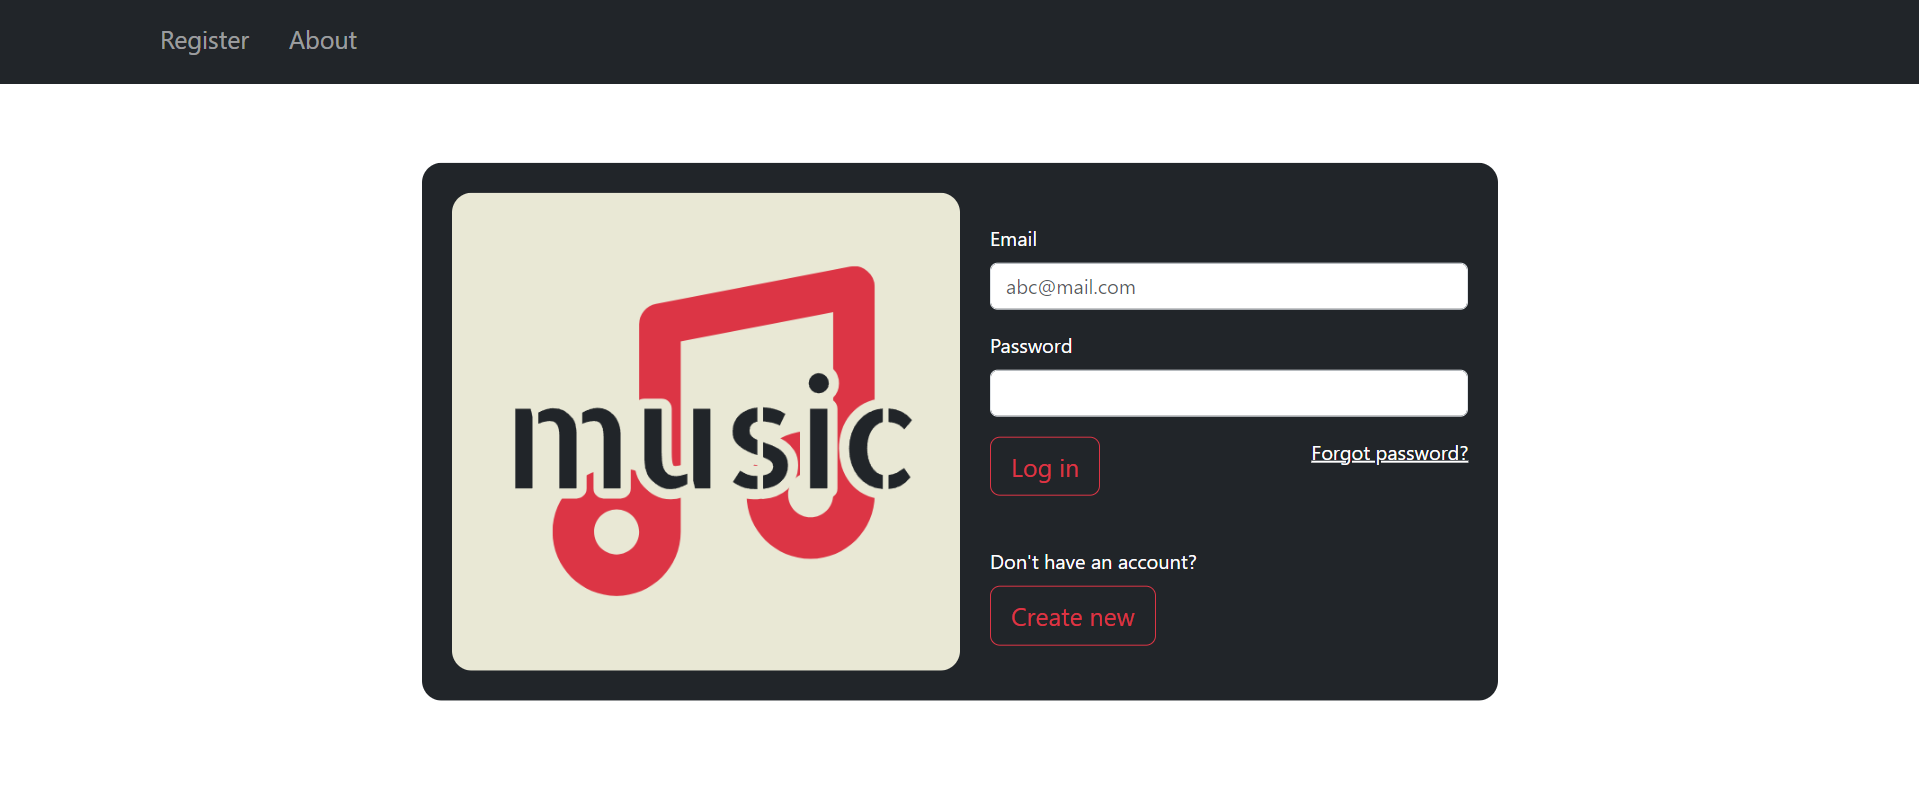 Register About
music
Email
abc@mail.com
Password
Log in
Forgot password?
Don't have an account?
Create new